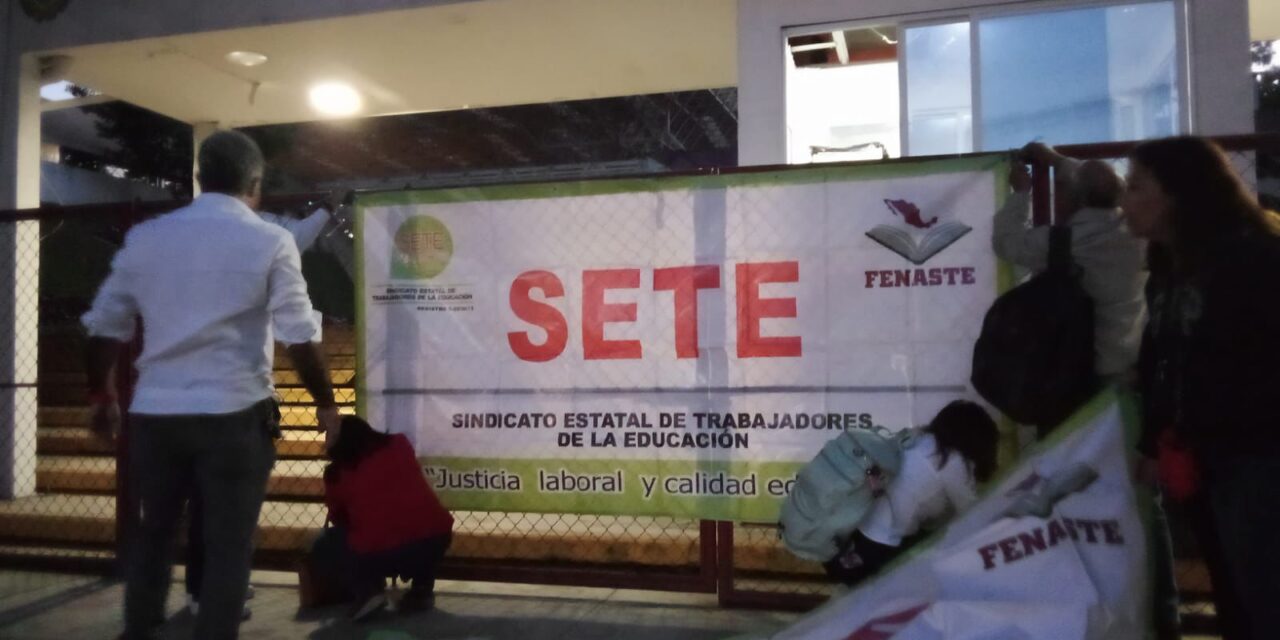 SETE
SINDICATO ESTATAL DE
TRABAJADORES DE LA EDUCACIÓN
FENASTE
SETE
SINDICATO ESTATAL DE TRABAJADORES
DE LA EDUCACIÓN
"Justicia laboral y calidad
FENASTE